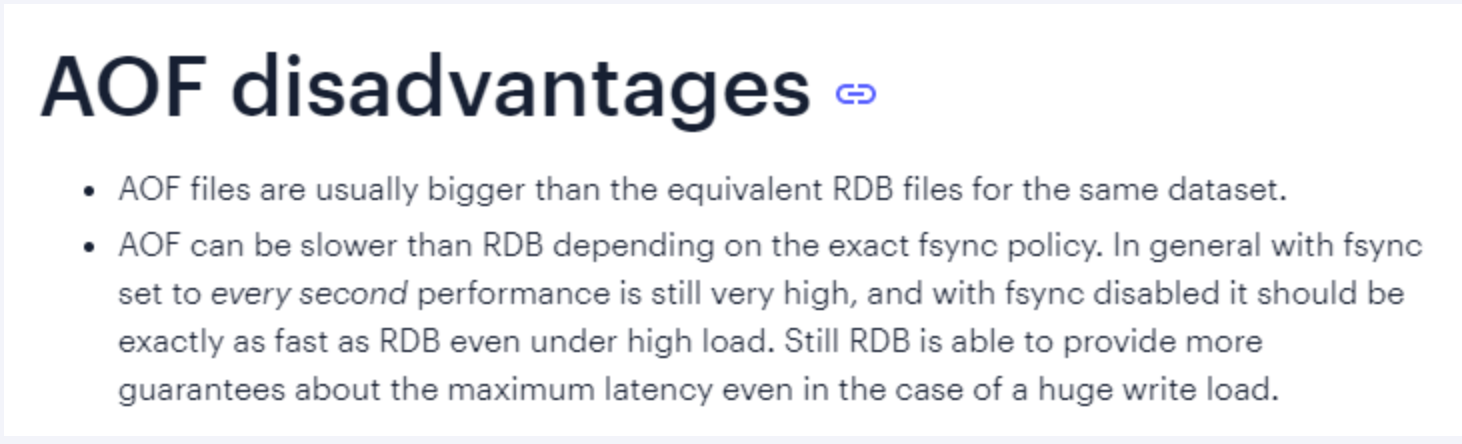 AOF disadvantages
• AOF files are usually bigger than the equivalent RDB files for the same dataset.
• AOF can be slower than RDB depending on the exact fsync policy. In general with fsync
set to every second performance is still very high, and with fsync disabled it should be
exactly as fast as RDB even under high load. Still RDB is able to provide more
guarantees about the maximum latency even in the case of a huge write load.